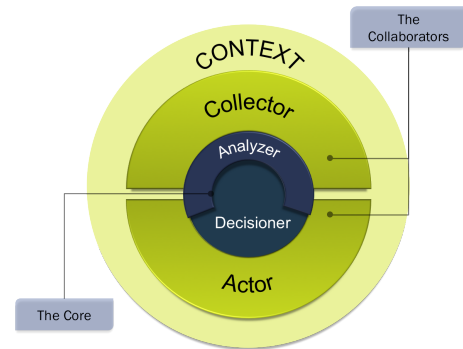 The
Collaborators
CONTEXT
Collector
Analyzer
Decisioner
Actor
The Core